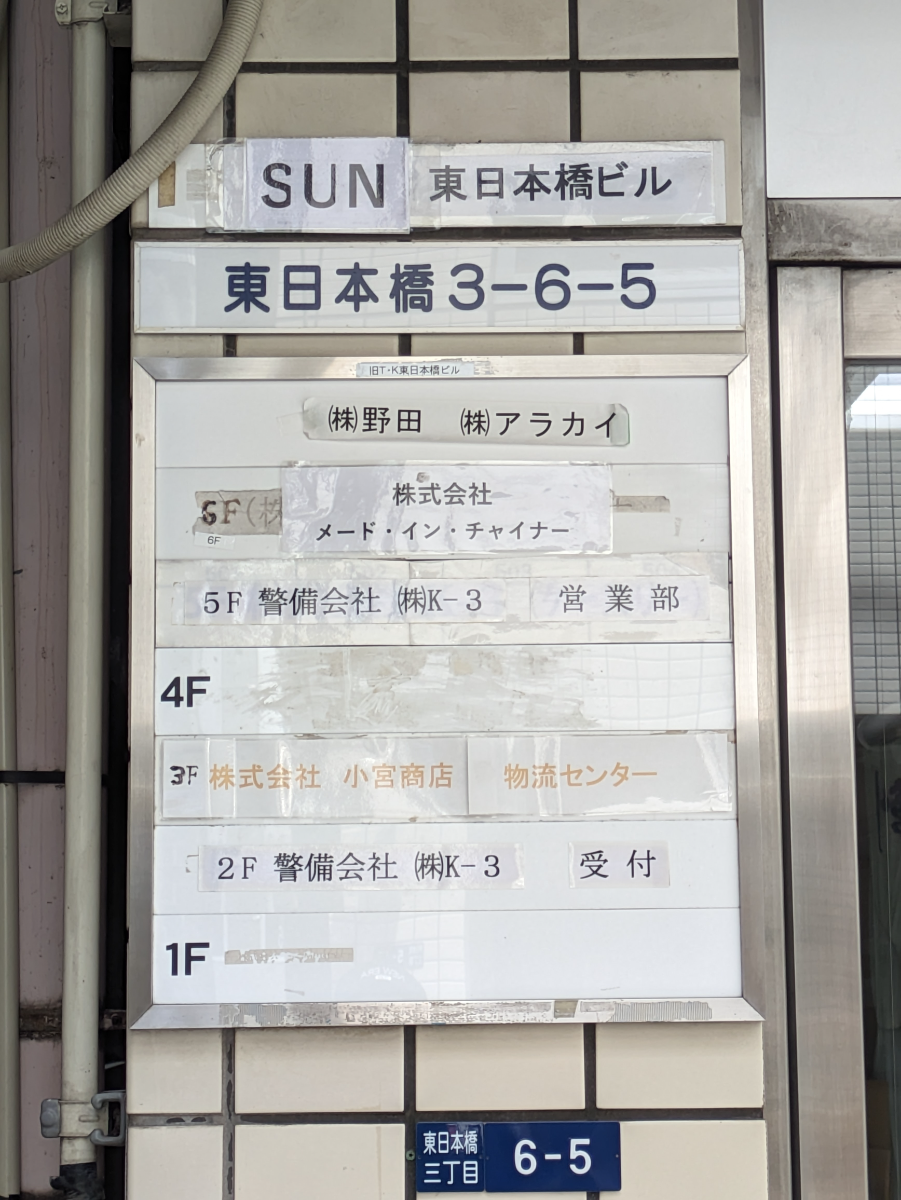 SUN 東日本橋ビル
東日本橋3-6-5
旧T・K東日本橋ビル
㈱野田 ㈱アラカイ
6F(株 株式会社
6F メード・イン・チャイナー
5F 警備会社 ㈱K-3 営業部
4F
3F 株式会社 小宮商店 物流センター
2F 警備会社 ㈱K-3 受付
1F
東日本橋
三丁目 6-5